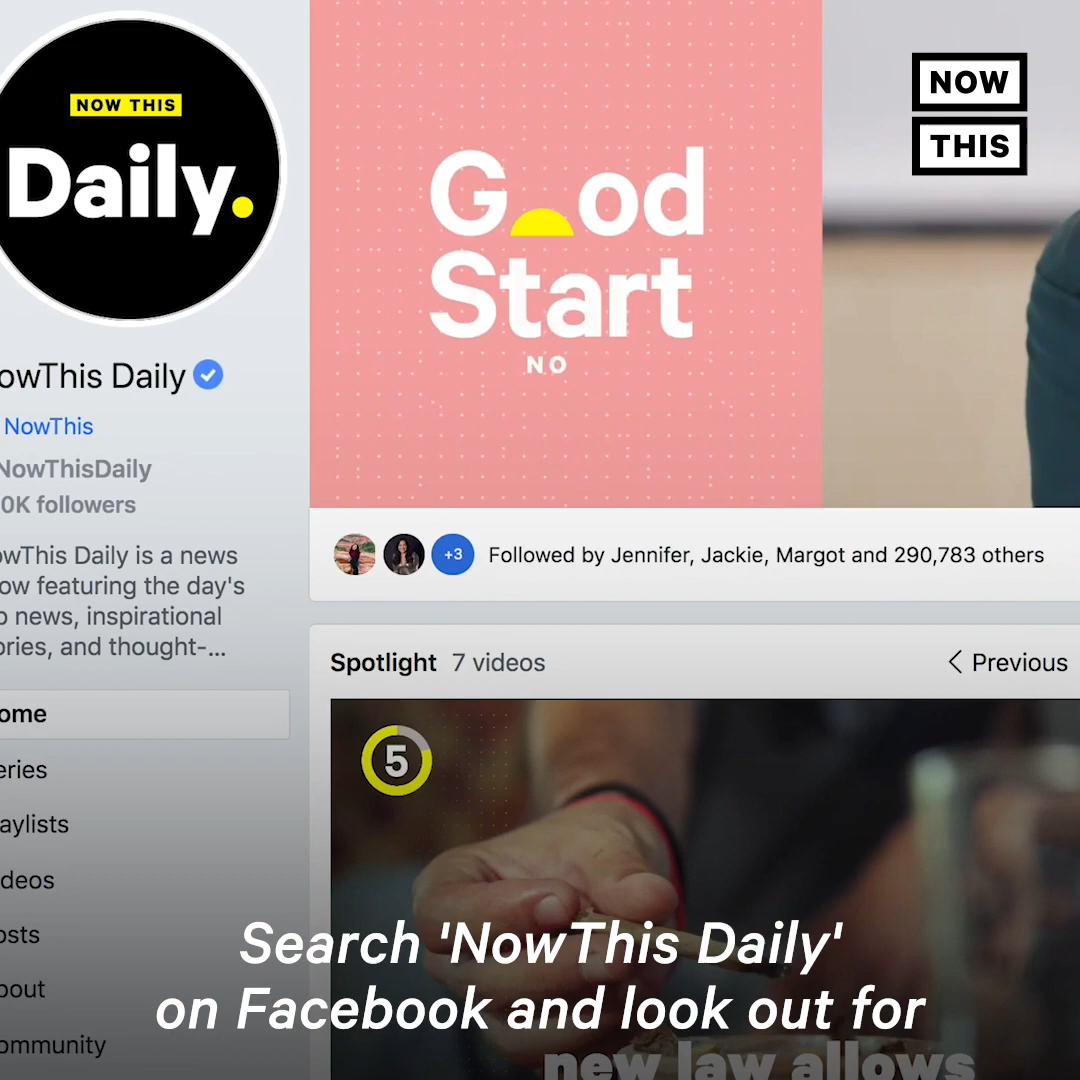 NOW THIS
Daily.
owThis Daily
NowThis
NowThisDaily
0K followers
owThis Daily is a news
ow featuring the day's
p news, inspirational
ories, and thought-...
ome
eries
aylists
deos
osts
bout
ommunity
Good
Start
NO
NOW
THIS
+3
Followed by Jennifer, Jackie, Margot and 290,783 others
Spotlight 7 videos
Previous
5
Search 'NowThis Daily'
on Facebook and look out for
new law allows